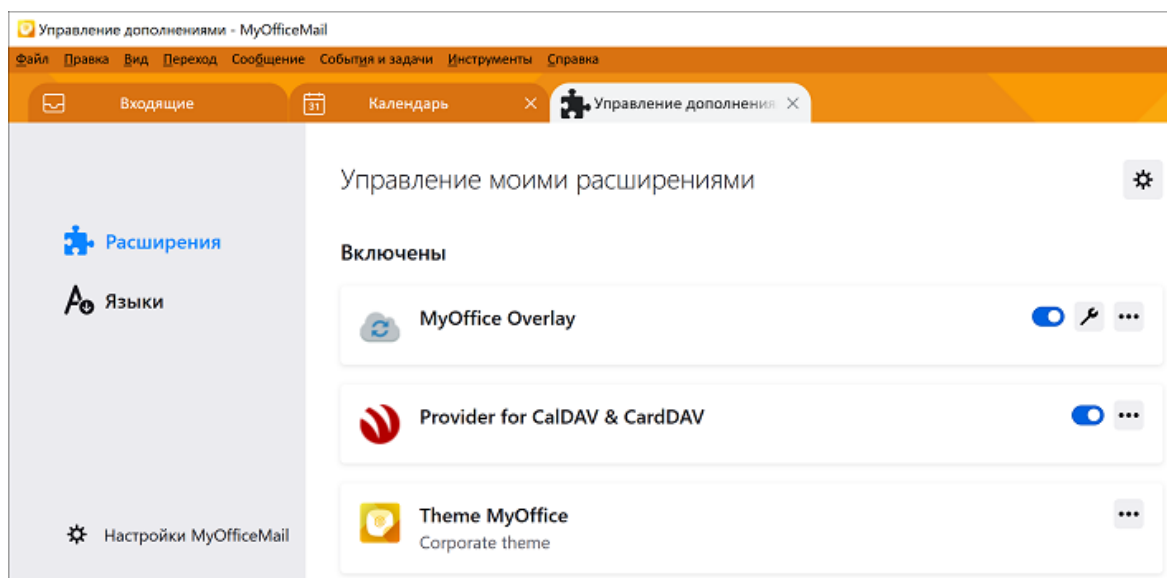 Управление дополнениями - MyOfficeMail
Файл Правка Вид Переход Сообщение События и задачи Инструменты Справка
Входящие
31 Календарь
Управление дополнения
Управление моими расширениями
Расширения
Включены
Языки
MyOffice Overlay
Provider for CalDAV & CardDAV
Theme MyOffice
Corporate theme
Настройки MyOfficeMail